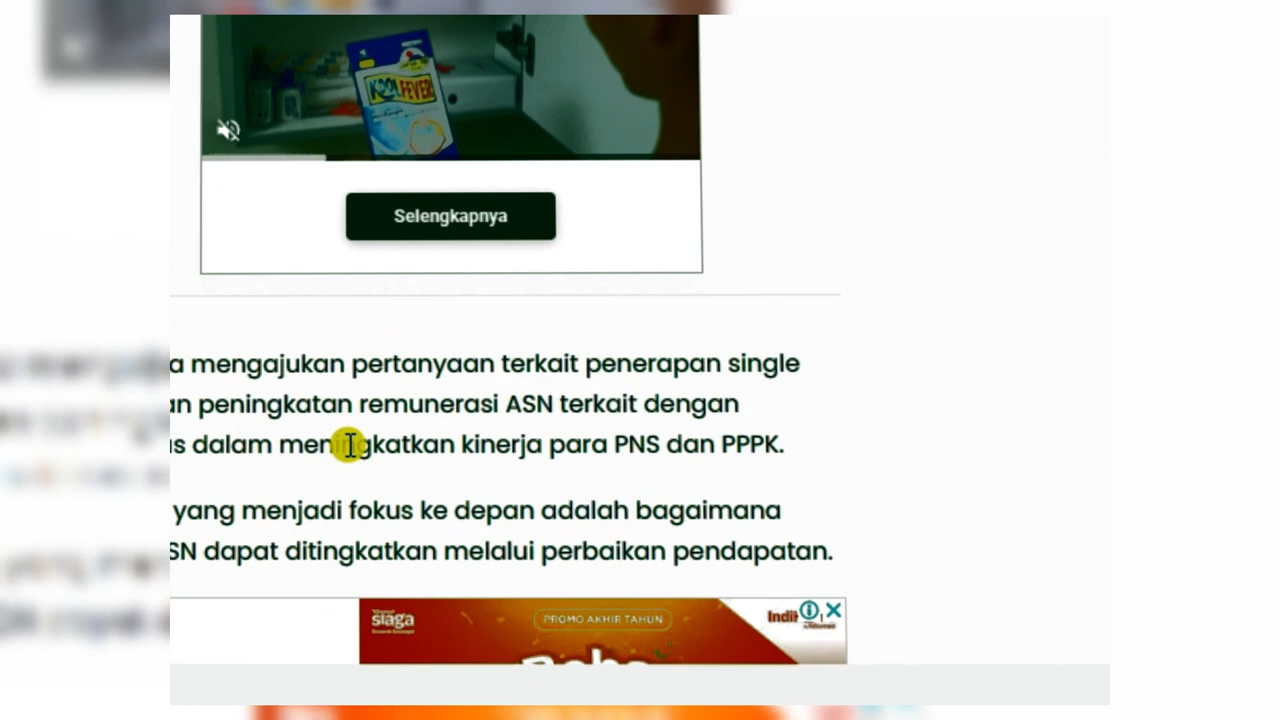 KOOLFEVER
Selengkapnya
a mengajukan pertanyaan terkait penerapan single
an peningkatan remunerasi ASN terkait dengan
s dalam meningkatkan kinerja para PNS dan PPPK.
yang menjadi fokus ke depan adalah bagaimana
SN dapat ditingkatkan melalui perbaikan pendapatan.
siaga
PROMO AKHIR TAHUN